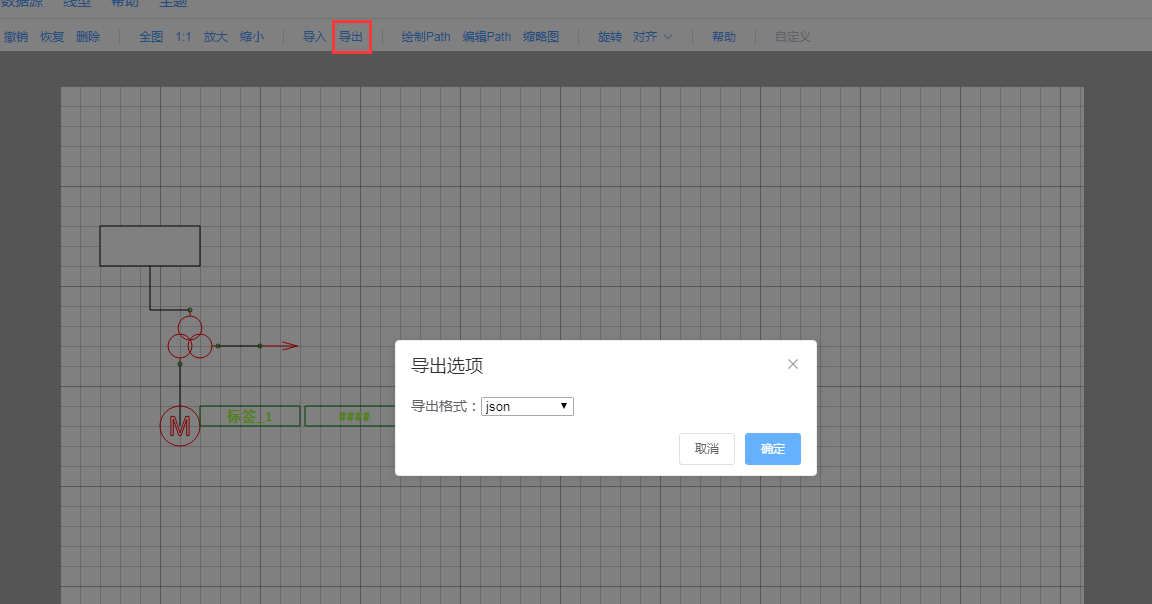 数据源 线型 帮助 主题
撤销 恢复 删除 全图 1:1 放大 缩小 导入 导出 绘制Path 编辑Path 缩略图 旋转 对齐 帮助 自定义
导出选项
导出格式： json
标签_1 ####
M
取消 确定